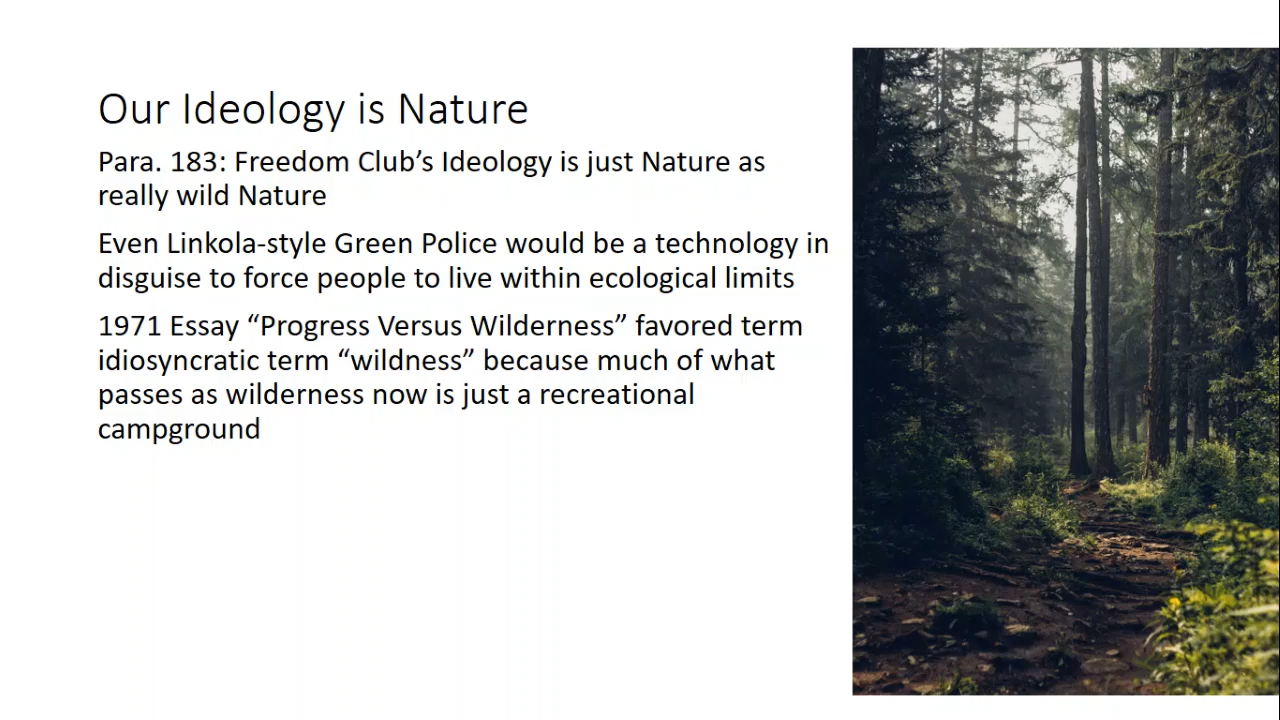 Our Ideology is Nature
Para. 183: Freedom Club’s Ideology is just Nature as
really wild Nature
Even Linkola-style Green Police would be a technology in
disguise to force people to live within ecological limits
1971 Essay “Progress Versus Wilderness” favored term
idiosyncratic term “wildness” because much of what
passes as wilderness now is just a recreational
campground